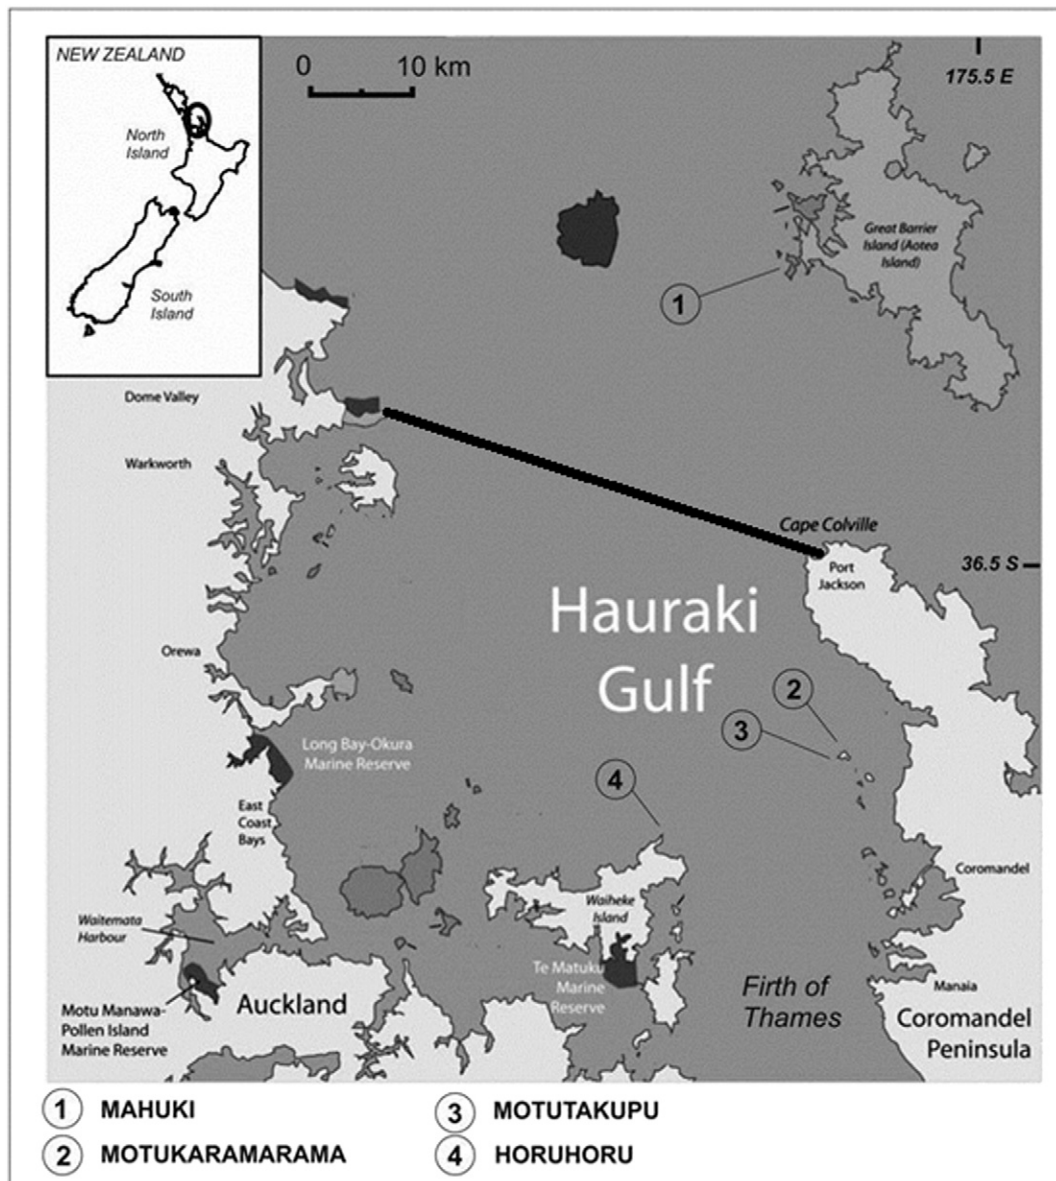 NEW ZEALAND
North
Island
South
Island
0 10 km
175.5 E
Great Barrier
Island (Aotea
Island)
1
Dome Valley
Warkworth
Cape Colville
Port
Jackson
36.5 S
Hauraki
Gulf
Orewa
2
3
Long Bay-Okura
Marine Reserve
4
East
Coast
Bays
Coromandel
Waiheke
Island
Waitemata
Harbour
Te Matuku
Marine
Reserve
Firth of
Thames
Manaia
Motu Manawa-
Pollen Island
Marine Reserve
Auckland
Coromandel
Peninsula
1 MAHUKI
2 MOTUKARAMARAMA
3 MOTUTAKUPU
4 HORUHORU